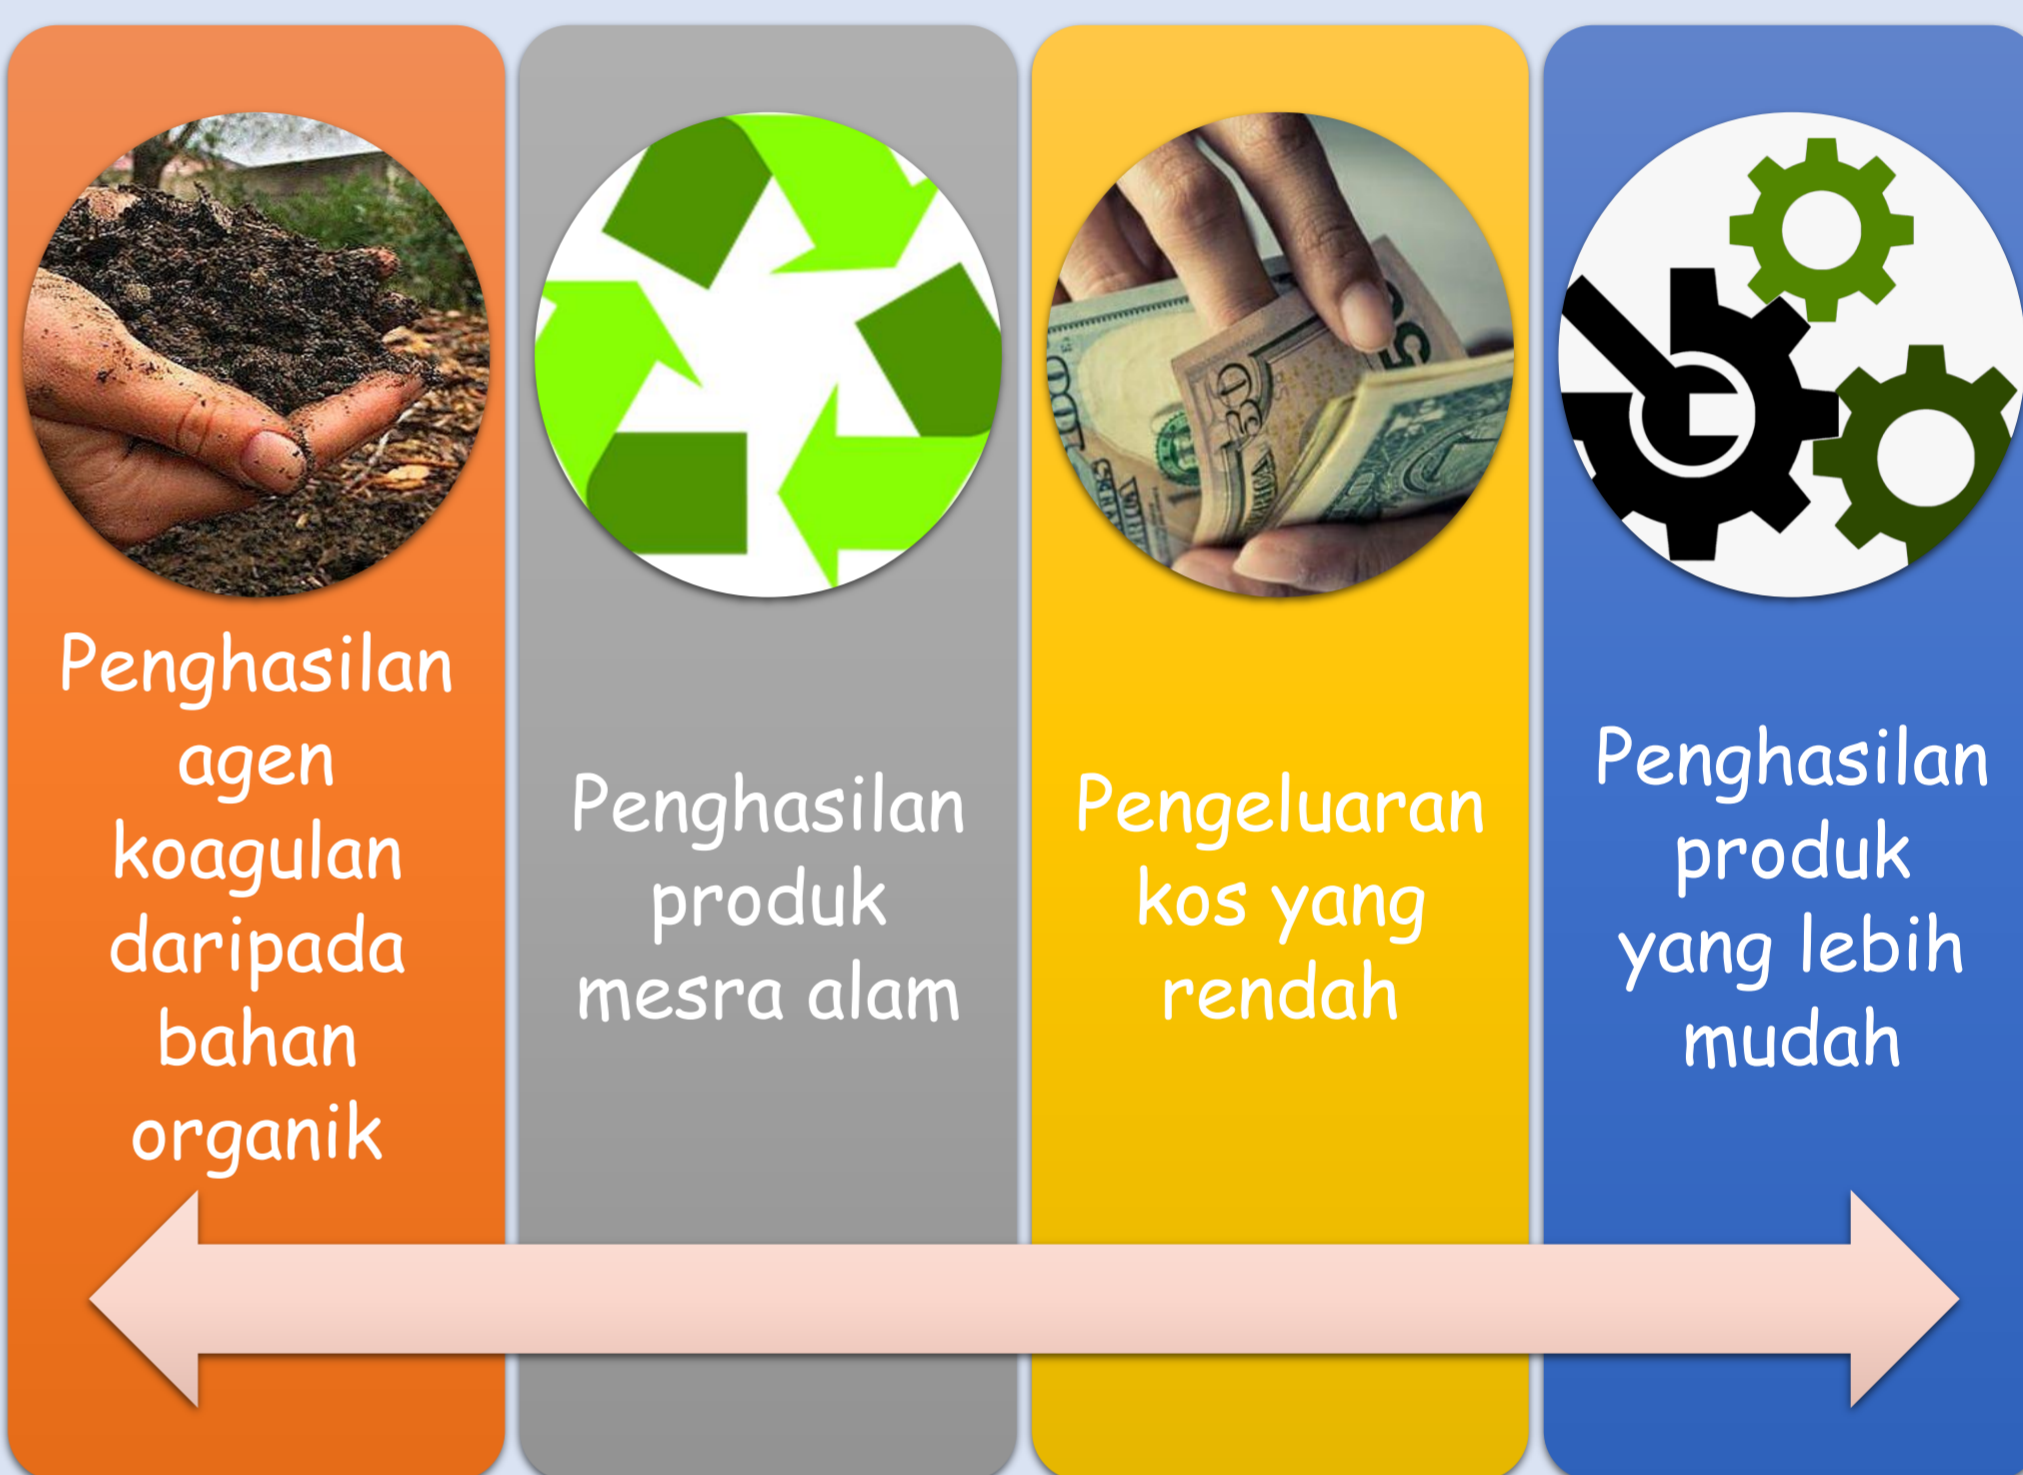 Penghasilan
agen
koagulan
daripada
bahan
organik
Penghasilan
produk
mesra alam
Pengeluaran
kos yang
rendah
Penghasilan
produk
yang lebih
mudah